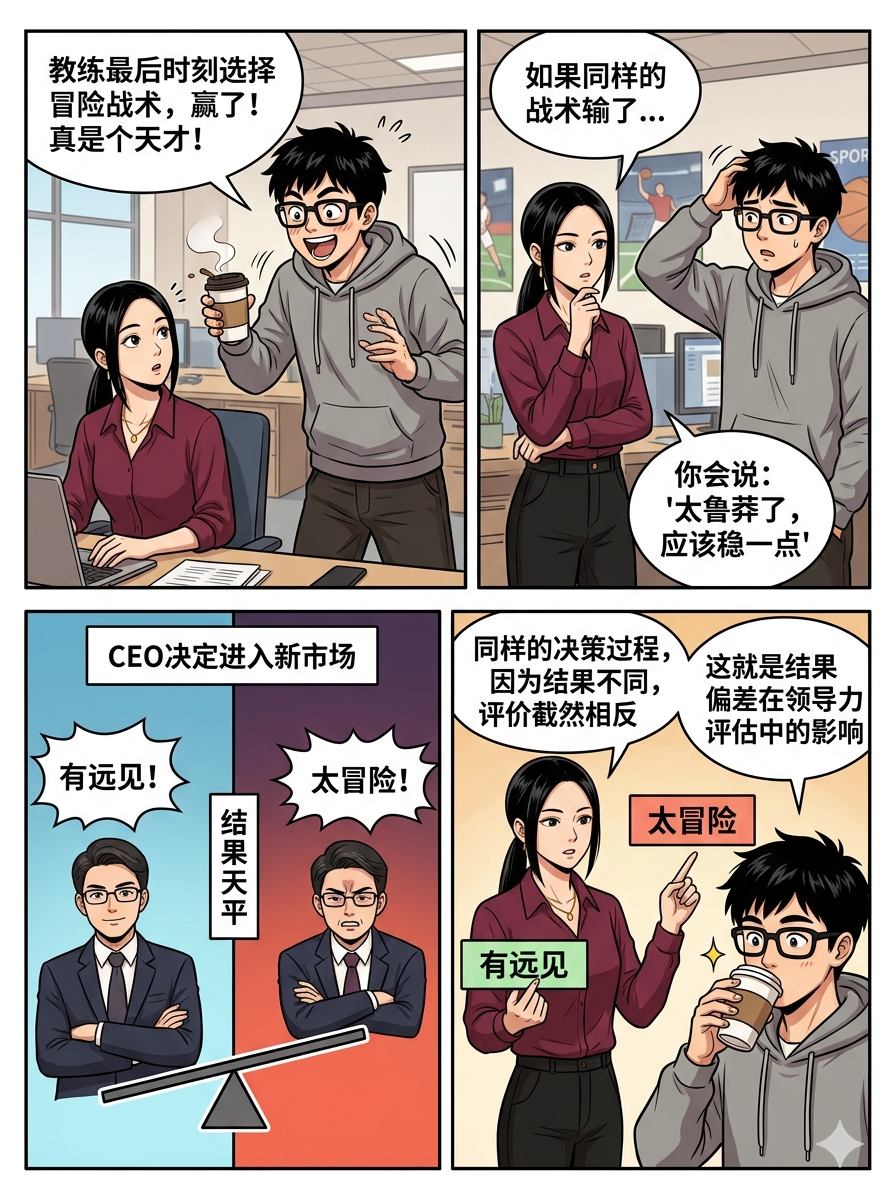 教练最后时刻选择
冒险战术，赢了！
真是个天才！
如果同样的
战术输了...
SPOR
你会说：
'太鲁莽了，
应该稳一点'
CEO决定进入新市场
有远见！
太冒险！
结果天平
同样的决策过程，
因为结果不同，
评价截然相反
这就是结果
偏差在领导力
评估中的影响
太冒险
有远见